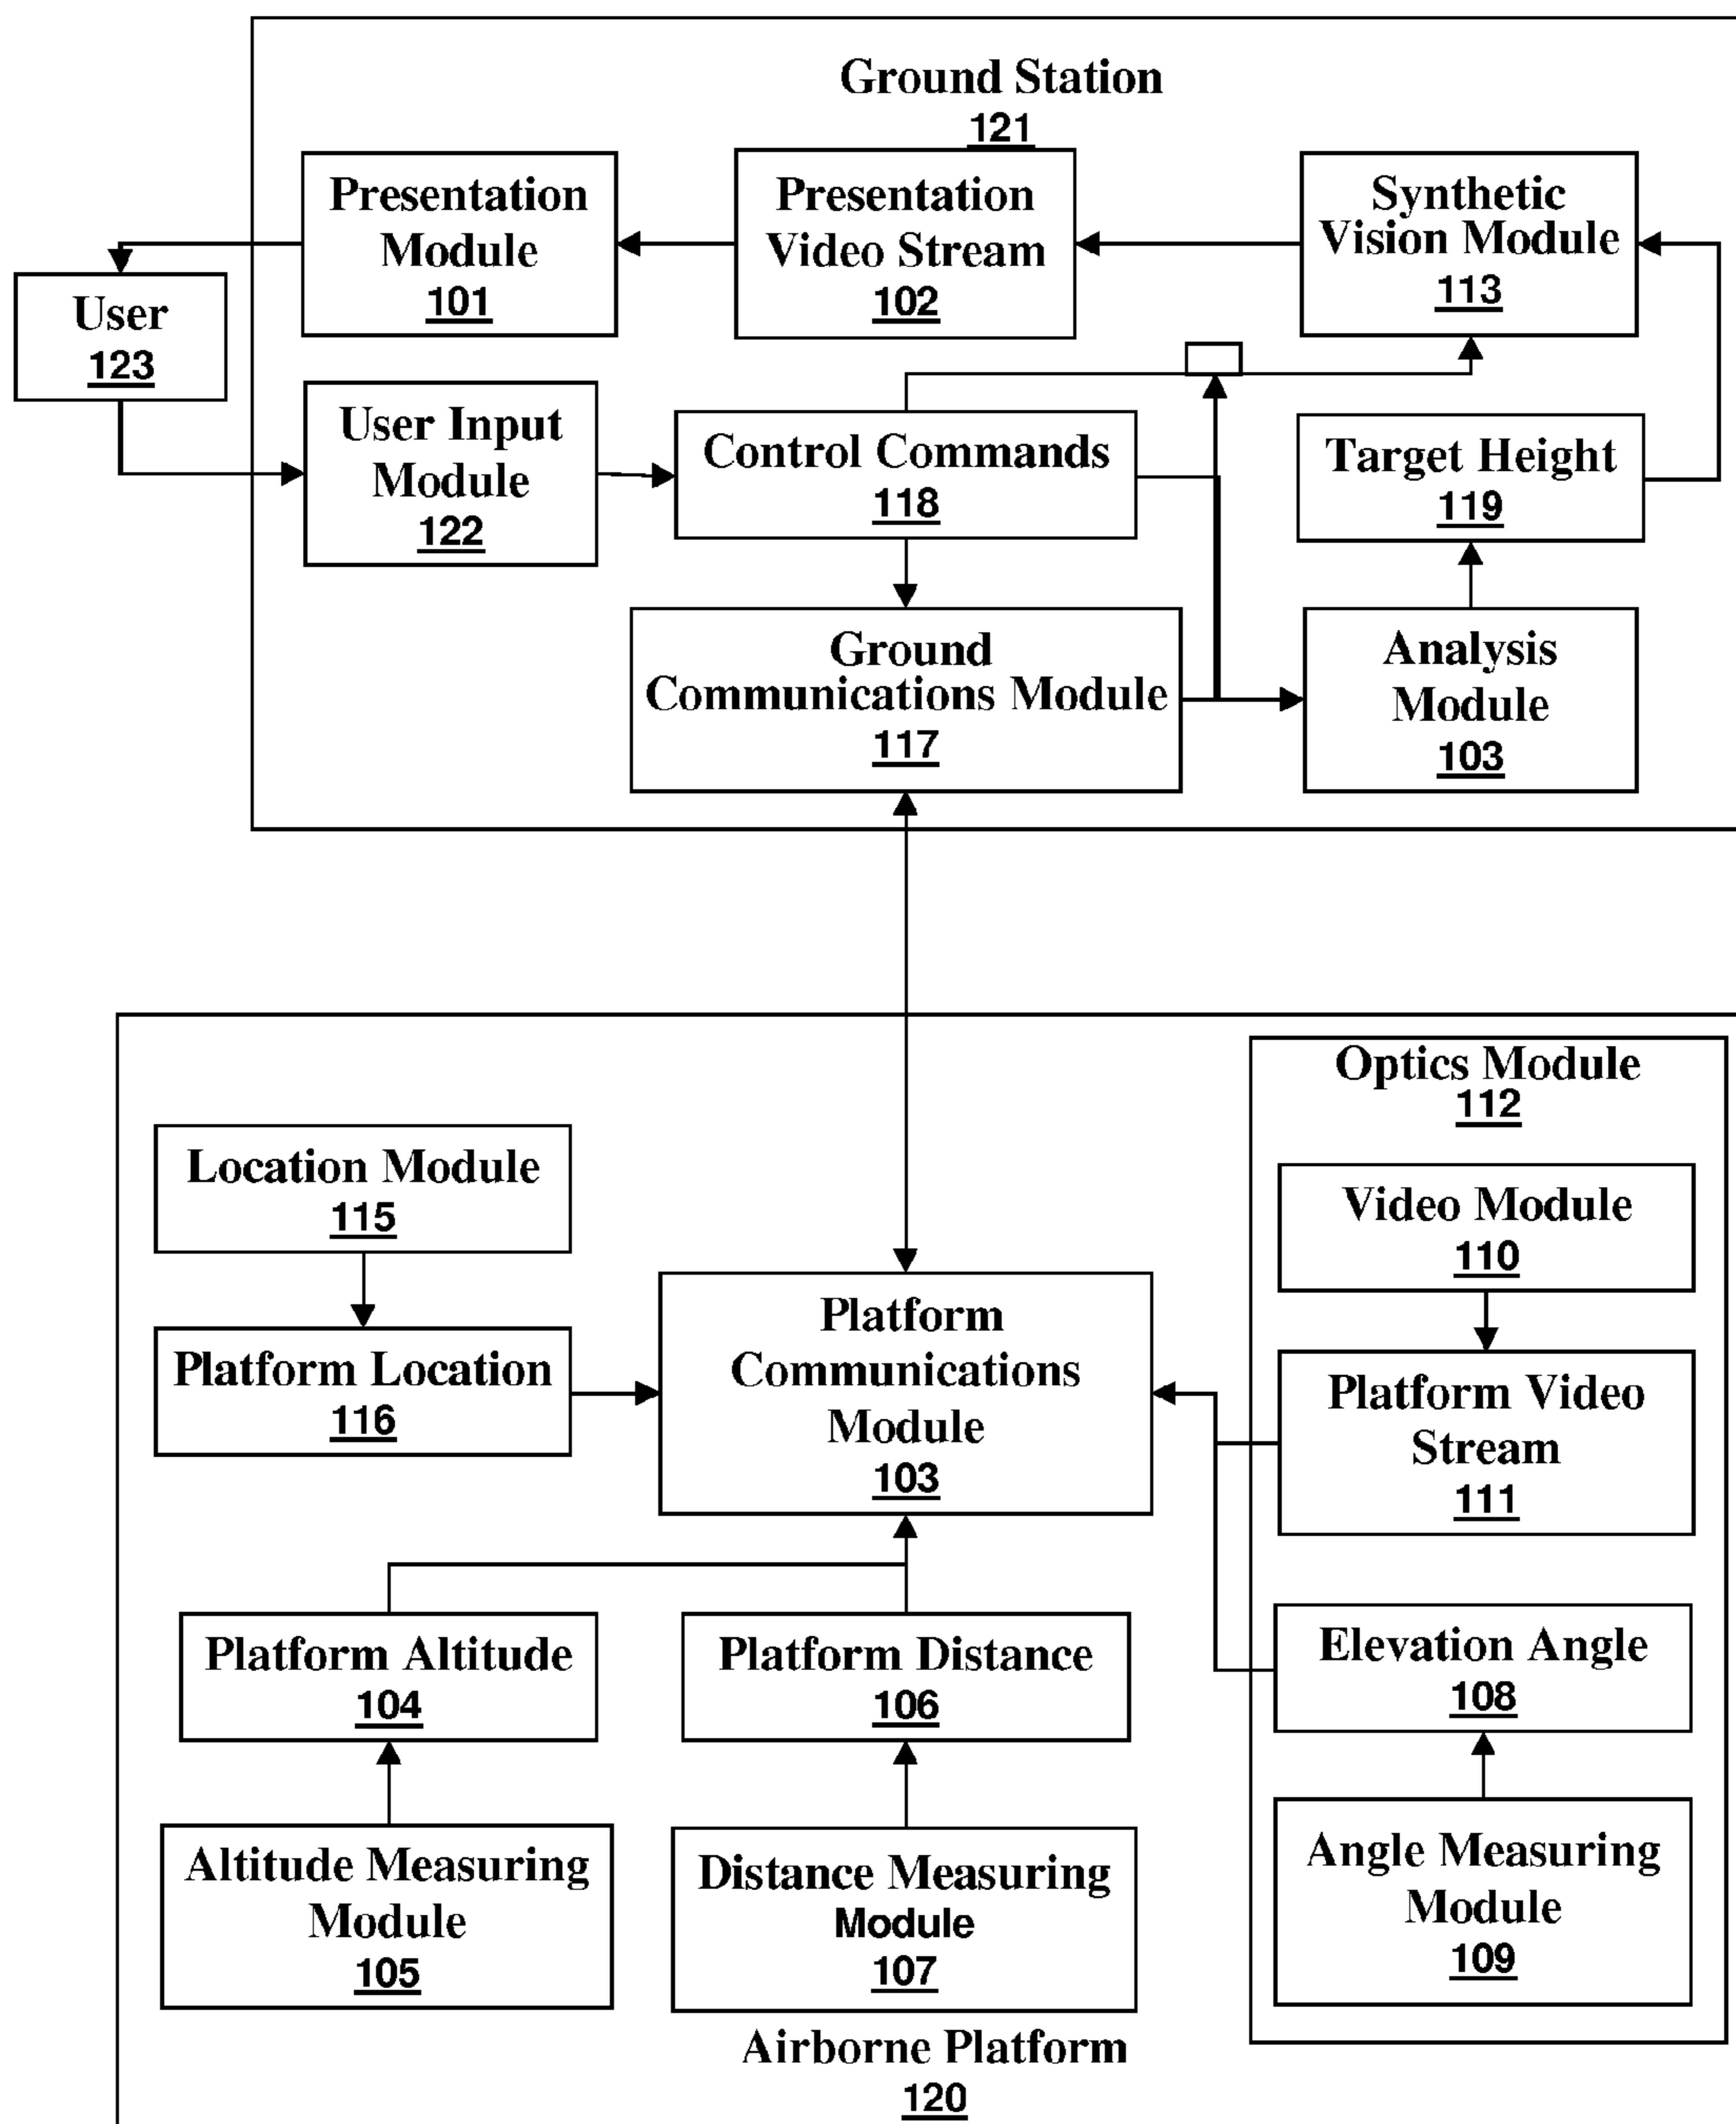 Ground Station
121
Presentation
Module
101
Presentation
Video Stream
102
Synthetic
Vision Module
113
User
123
User Input
Module
122
Control Commands
118
Target Height
119
Ground
Communications Module
117
Analysis
Module
103
Optics Module
112
Location Module
115
Video Module
110
Platform Location
116
Platform
Communications
Module
103
Platform Video
Stream
111
Platform Altitude
104
Platform Distance
106
Elevation Angle
108
Altitude Measuring
Module
105
Distance Measuring
Module
107
Angle Measuring
Module
109
Airborne Platform
120